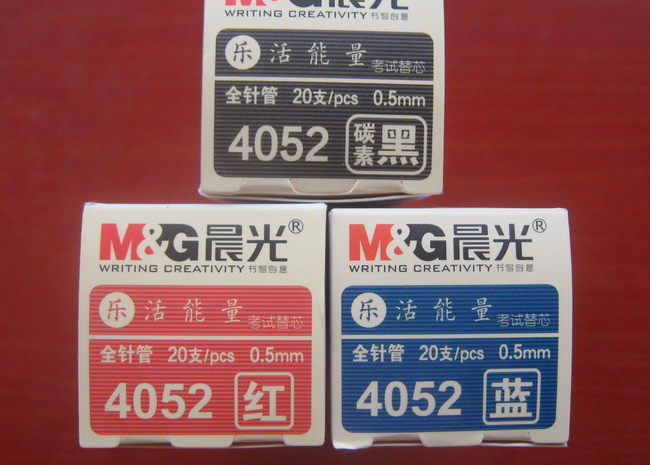 M&G晨光
WRITING CREATIVITY 书写创意
乐活能量 考试替芯
全针管 20支/pcs 0.5mm
4052 碳素黑
M&G晨光®
WRITING CREATIVITY 书写创意
乐活能量 考试替芯
全针管 20支/pcs 0.5mm
4052 红
M&G晨光®
WRITING CREATIVITY 书写创意
乐活能量 考试替芯
全针管 20支/pcs 0.5mm
4052 蓝